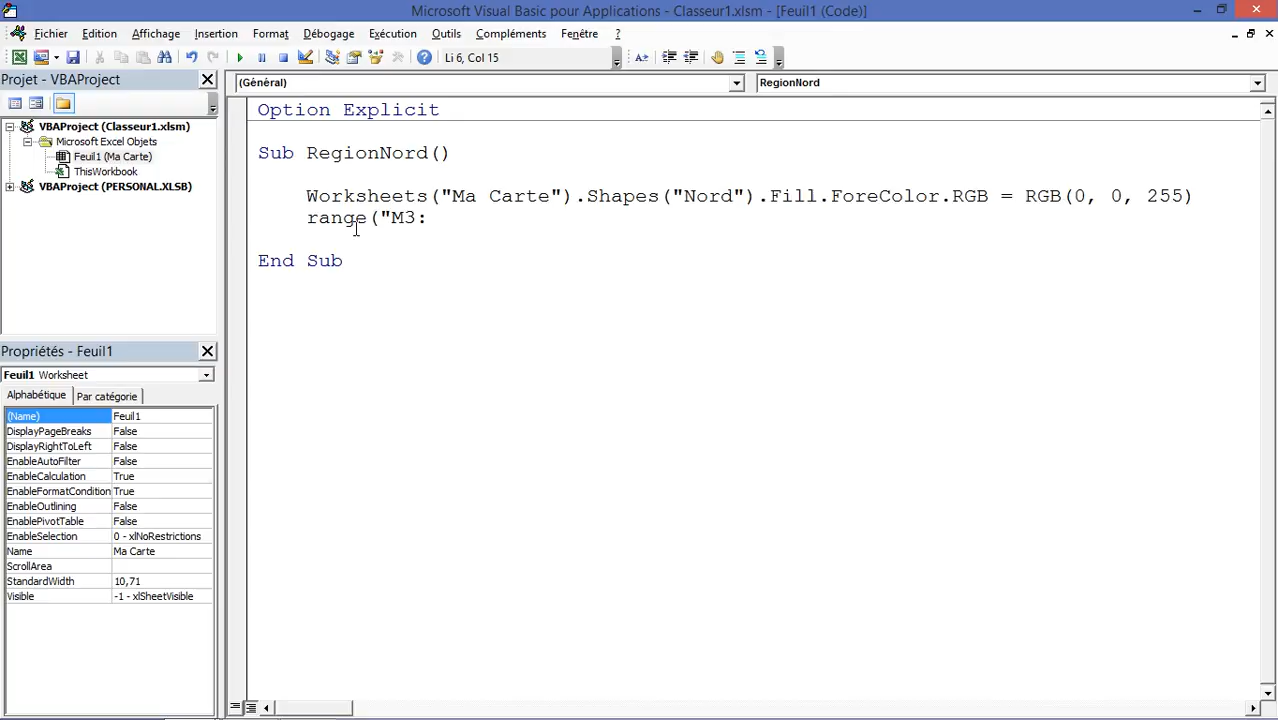 Microsoft Visual Basic pour Applications - Classeur1.xlsm - [Feuil1 (Code)]
Fichier Edition Affichage Insertion Format Débogage Exécution Outils Compléments Fenêtre ?
Li 6, Col 15
Projet - VBAProject
(Général) RegionNord
VBAProject (Classeur1.xlsm)
Microsoft Excel Objets
Feuil1 (Ma Carte)
ThisWorkbook
VBAProject (PERSONAL.XLSB)
Option Explicit
Sub RegionNord()
Worksheets("Ma Carte").Shapes("Nord").Fill.ForeColor.RGB = RGB(0, 0, 255)
range("M3:
End Sub
Propriétés - Feuil1
Feuil1 Worksheet
Alphabétique Par catégorie
(Name) Feuil1
DisplayPageBreaks False
DisplayRightToLeft False
EnableAutoFilter False
EnableCalculation True
EnableFormatCondition True
EnableOutlining False
EnablePivotTable False
EnableSelection 0 - xlNoRestrictions
Name Ma Carte
ScrollArea
StandardWidth 10,71
Visible -1 - xlSheetVisible